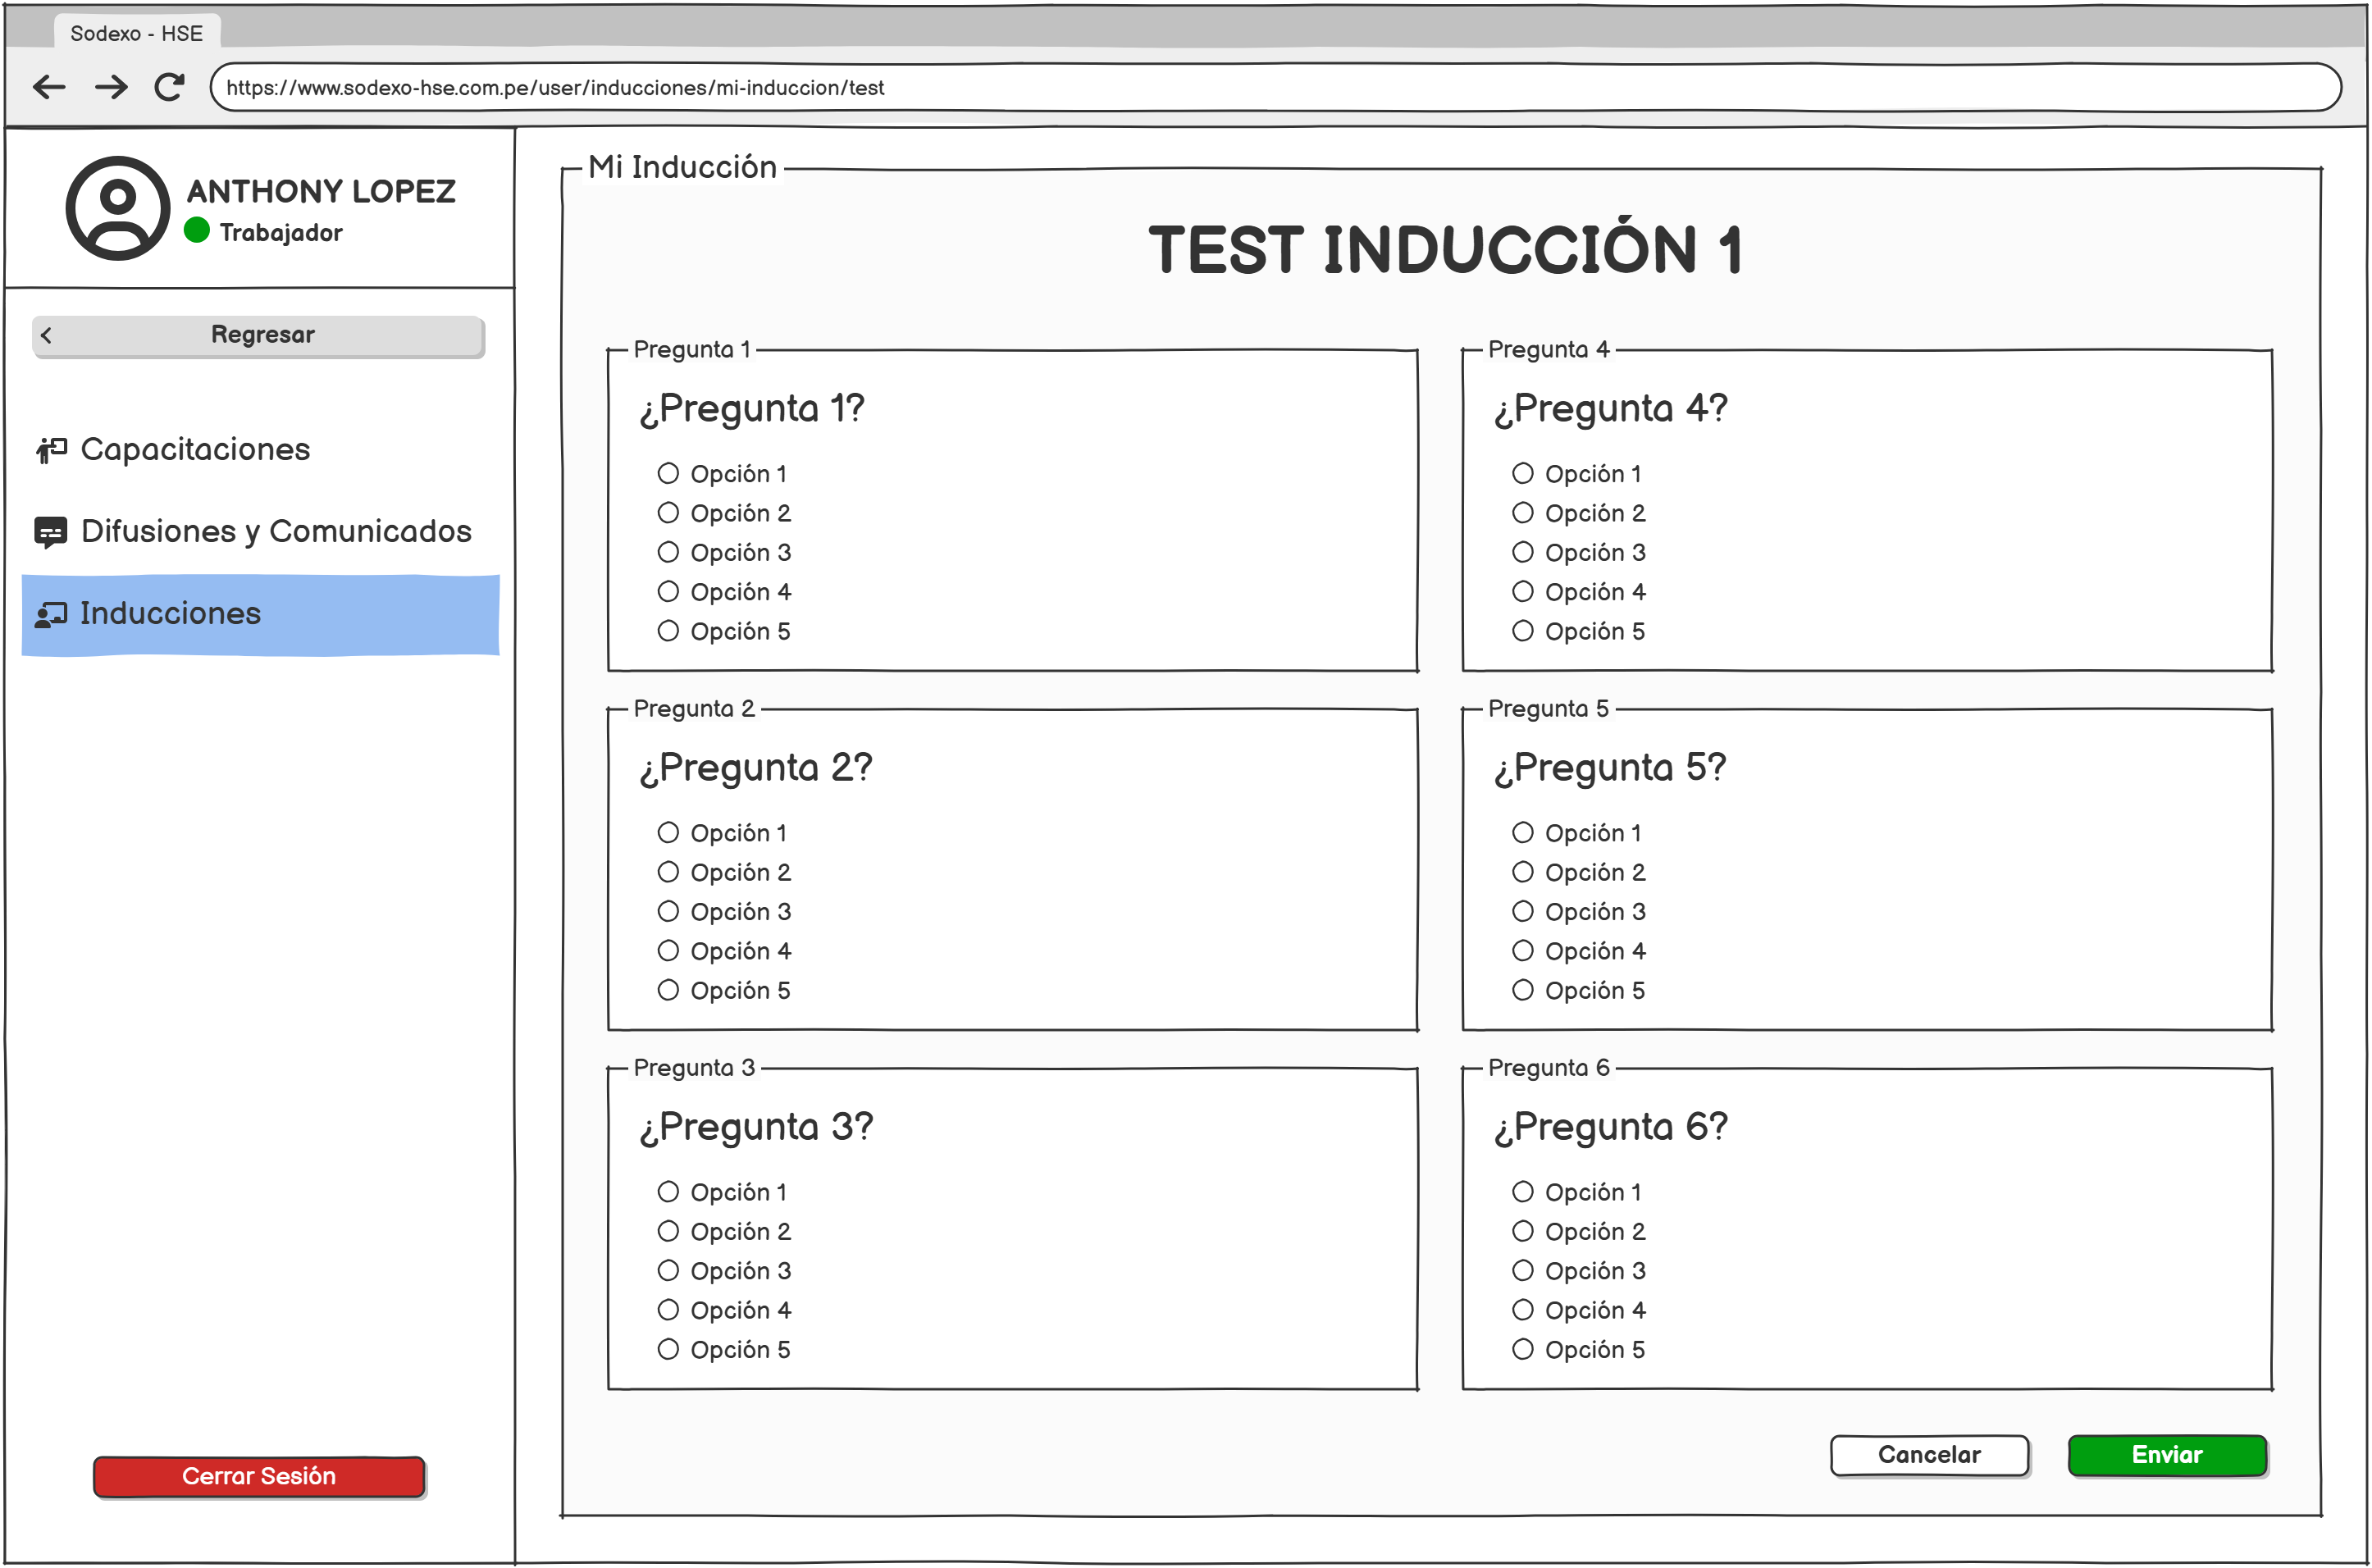 Sodexo - HSE
https://www.sodexo-hse.com.pe/user/inducciones/mi-induccion/test
ANTHONY LOPEZ
Trabajador
Regresar
Capacitaciones
Difusiones y Comunicados
Inducciones
Cerrar Sesión
Mi Inducción
TEST INDUCCIÓN 1
Pregunta 1
¿Pregunta 1?
Opción 1
Opción 2
Opción 3
Opción 4
Opción 5
Pregunta 2
¿Pregunta 2?
Opción 1
Opción 2
Opción 3
Opción 4
Opción 5
Pregunta 3
¿Pregunta 3?
Opción 1
Opción 2
Opción 3
Opción 4
Opción 5
Pregunta 4
¿Pregunta 4?
Opción 1
Opción 2
Opción 3
Opción 4
Opción 5
Pregunta 5
¿Pregunta 5?
Opción 1
Opción 2
Opción 3
Opción 4
Opción 5
Pregunta 6
¿Pregunta 6?
Opción 1
Opción 2
Opción 3
Opción 4
Opción 5
Cancelar
Enviar